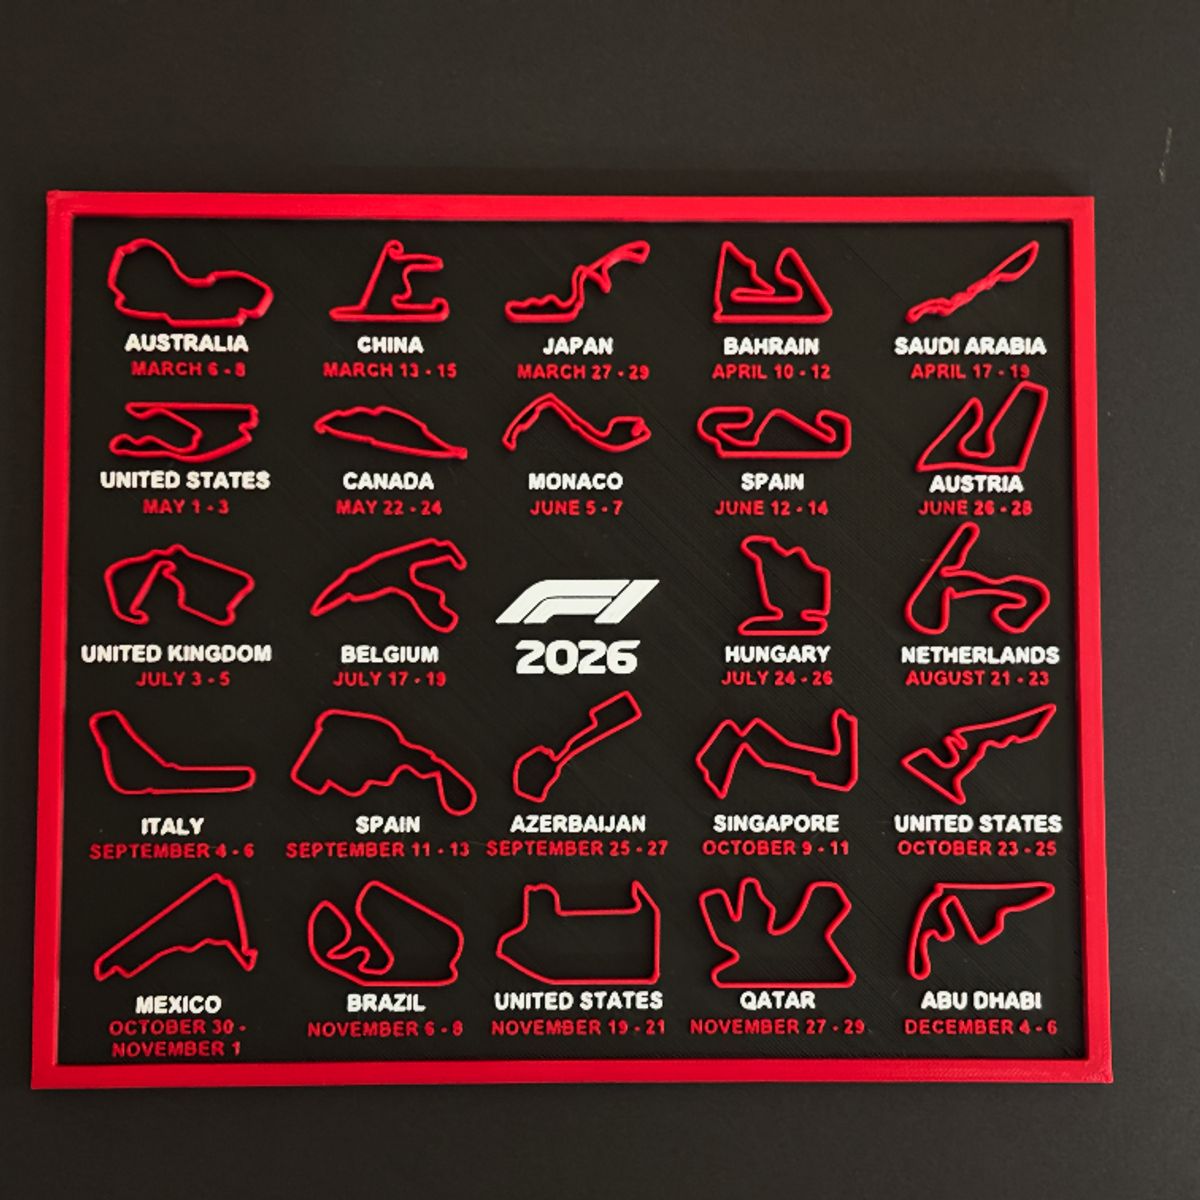 AUSTRALIA
MARCH 6 - 8
CHINA
MARCH 13 - 15
JAPAN
MARCH 27 - 29
BAHRAIN
APRIL 10 - 12
SAUDI ARABIA
APRIL 17 - 19
UNITED STATES
MAY 1 - 3
CANADA
MAY 22 - 24
MONACO
JUNE 5 - 7
SPAIN
JUNE 12 - 14
AUSTRIA
JUNE 26 - 28
UNITED KINGDOM
JULY 3 - 5
BELGIUM
JULY 17 - 19
F1
2026
HUNGARY
JULY 24 - 26
NETHERLANDS
AUGUST 21 - 23
ITALY
SEPTEMBER 4 - 6
SPAIN
SEPTEMBER 11 - 13
AZERBAIJAN
SEPTEMBER 25 - 27
SINGAPORE
OCTOBER 9 - 11
UNITED STATES
OCTOBER 23 - 25
MEXICO
OCTOBER 30 -
NOVEMBER 1
BRAZIL
NOVEMBER 6 - 8
UNITED STATES
NOVEMBER 19 - 21
QATAR
NOVEMBER 27 - 29
ABU DHABI
DECEMBER 4 - 6